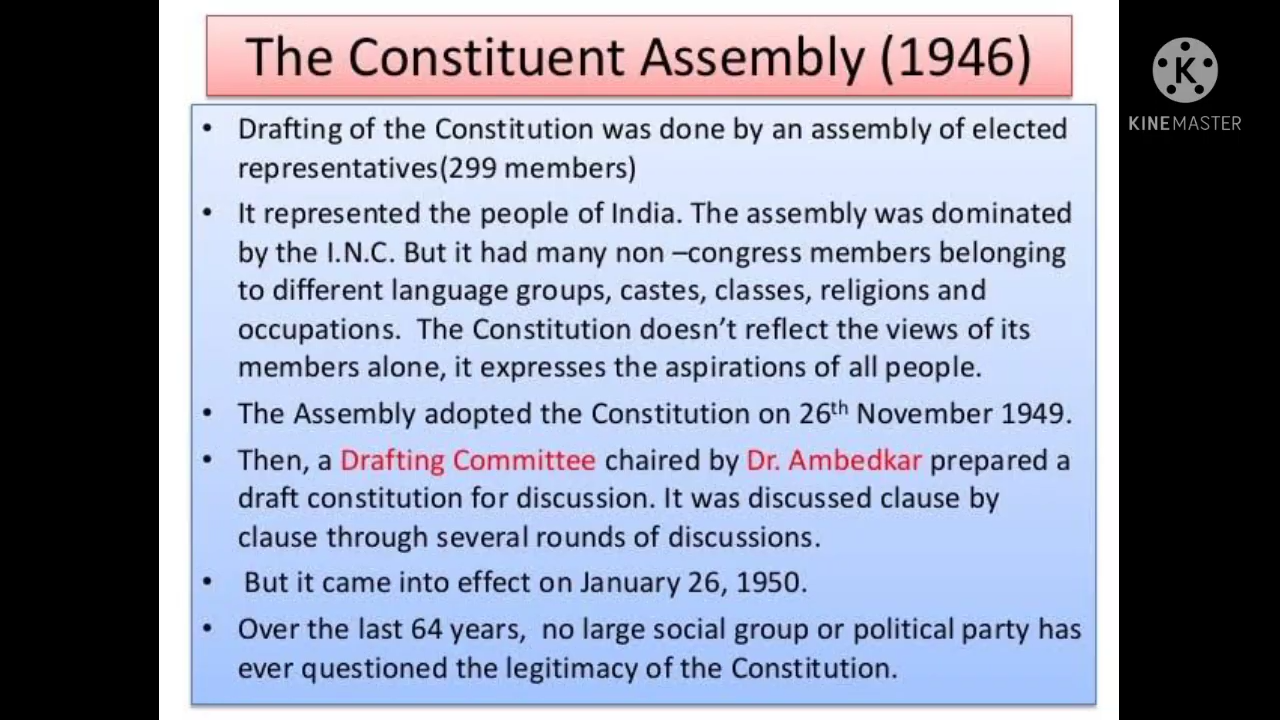 The Constituent Assembly (1946)
K
KINEMASTER
• Drafting of the Constitution was done by an assembly of elected
representatives(299 members)
• It represented the people of India. The assembly was dominated
by the I.N.C. But it had many non –congress members belonging
to different language groups, castes, classes, religions and
occupations.  The Constitution doesn’t reflect the views of its
members alone, it expresses the aspirations of all people.
• The Assembly adopted the Constitution on 26th November 1949.
• Then, a Drafting Committee chaired by Dr. Ambedkar prepared a
draft constitution for discussion. It was discussed clause by
clause through several rounds of discussions.
• But it came into effect on January 26, 1950.
• Over the last 64 years,  no large social group or political party has
ever questioned the legitimacy of the Constitution.